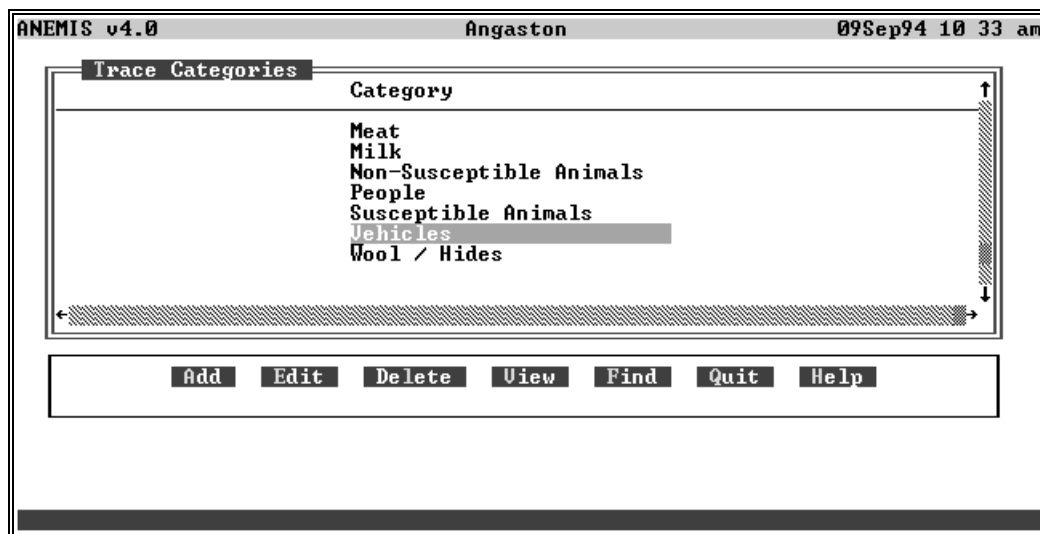 ANEMIS v4.0 Angaston 09Sep94 10 33 am
Trace Categories
Category
Meat
Milk
Non-Susceptible Animals
People
Susceptible Animals
Vehicles
Wool / Hides
Add Edit Delete View Find Quit Help